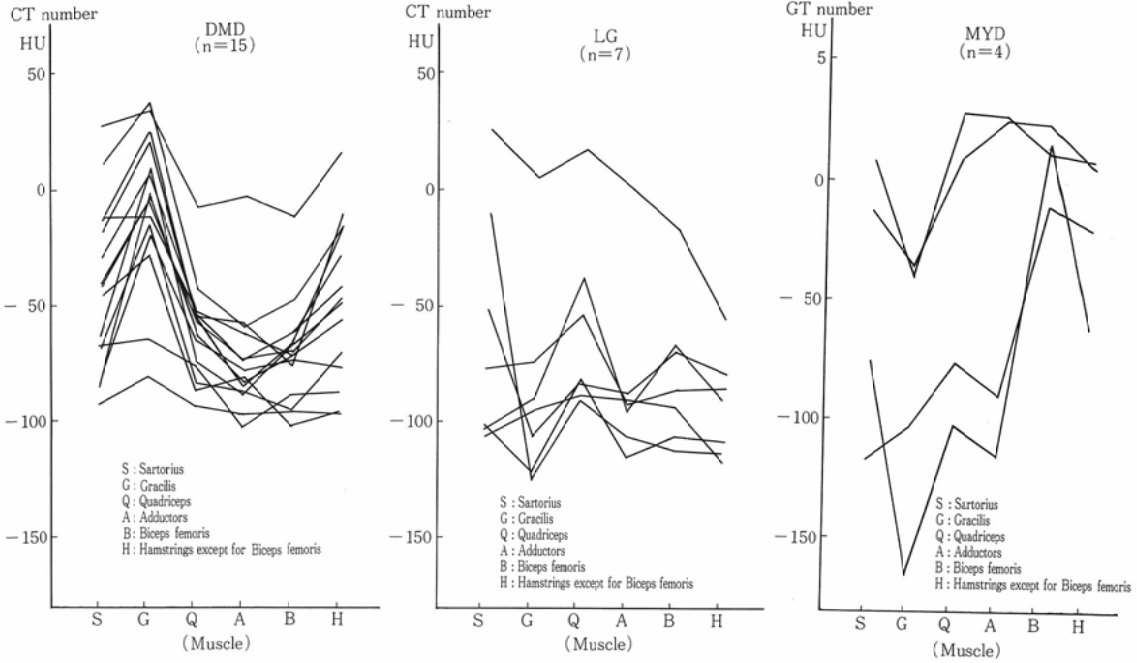 CT number
HU
DMD
(n=15)
50
0
− 50
−100
−150
S : Sartorius
G : Gracilis
Q : Quadriceps
A : Adductors
B : Biceps femoris
H : Hamstrings except for Biceps femoris
S G Q A B H
(Muscle)
CT number
HU
LG
(n=7)
50
0
− 50
−100
−150
S : Sartorius
G : Gracilis
Q : Quadriceps
A : Adductors
B : Biceps femoris
H : Hamstrings except for Biceps femoris
S G Q A B H
(Muscle)
GT number
HU
MYD
(n=4)
5
0
− 50
−100
−150
S : Sartorius
G : Gracilis
Q : Quadriceps
A : Adductors
B : Biceps femoris
H : Hamstrings except for Biceps femoris
S G Q A B H
(Muscle)